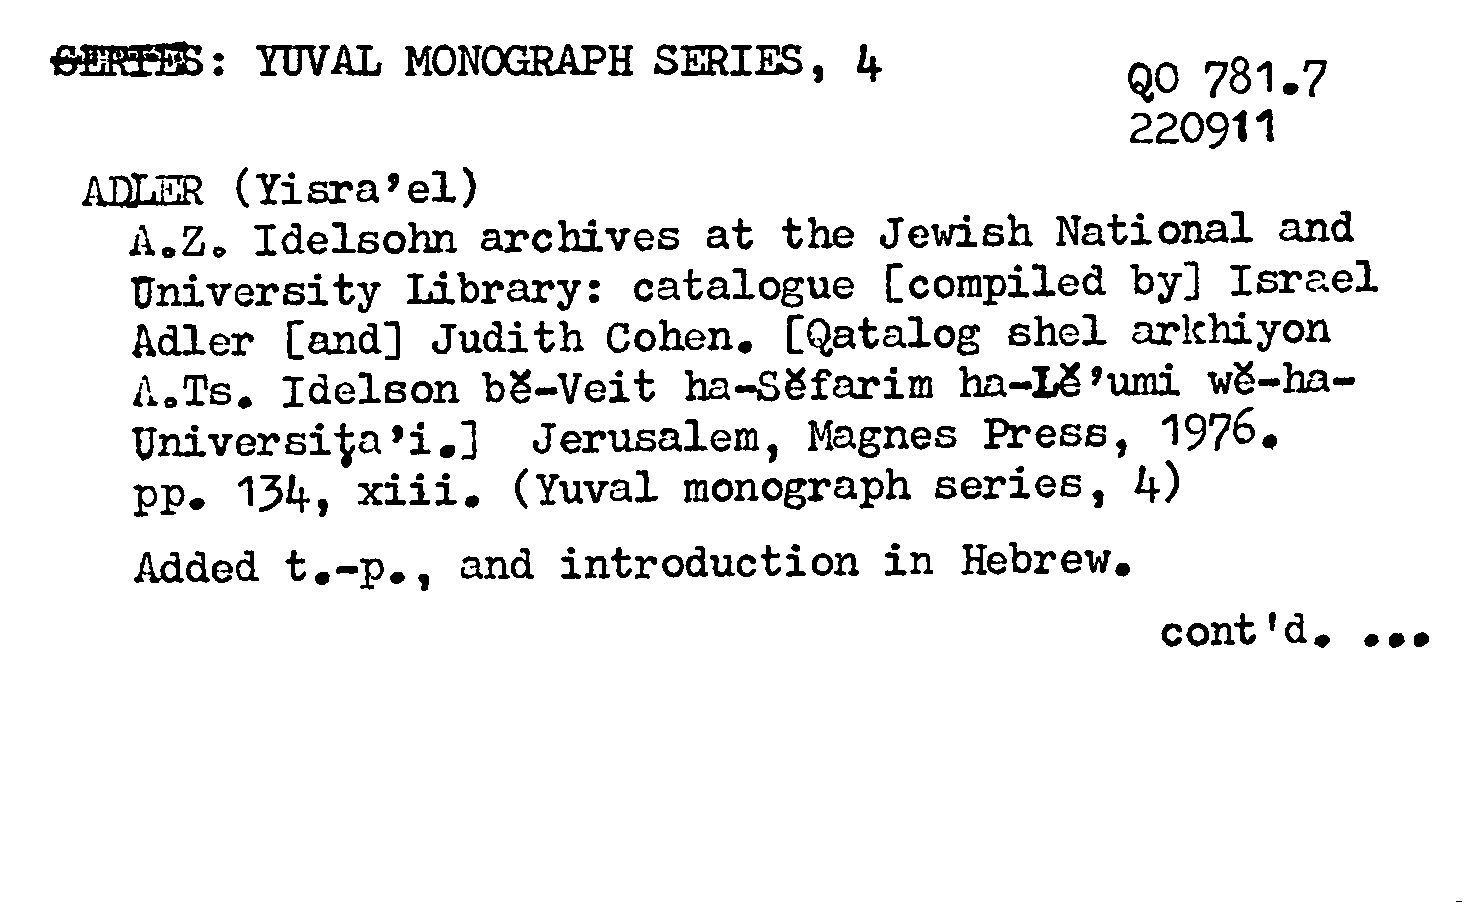 SERIES: YUVAL MONOGRAPH SERIES, 4
QO 781.7
220911
ADLER (Yisra’el)
A.Z. Idelsohn archives at the Jewish National and
University Library: catalogue [compiled by] Israel
Adler [and] Judith Cohen. [Qatalog shel arkhiyon
A.Ts. Idelson bĕ-Veit ha-Sĕfarim ha-Lĕ’umi wĕ-ha-
Universiṭa’i.] Jerusalem, Magnes Press, 1976.
pp. 134, xiii. (Yuval monograph series, 4)
Added t.-p., and introduction in Hebrew.
cont'd. ...